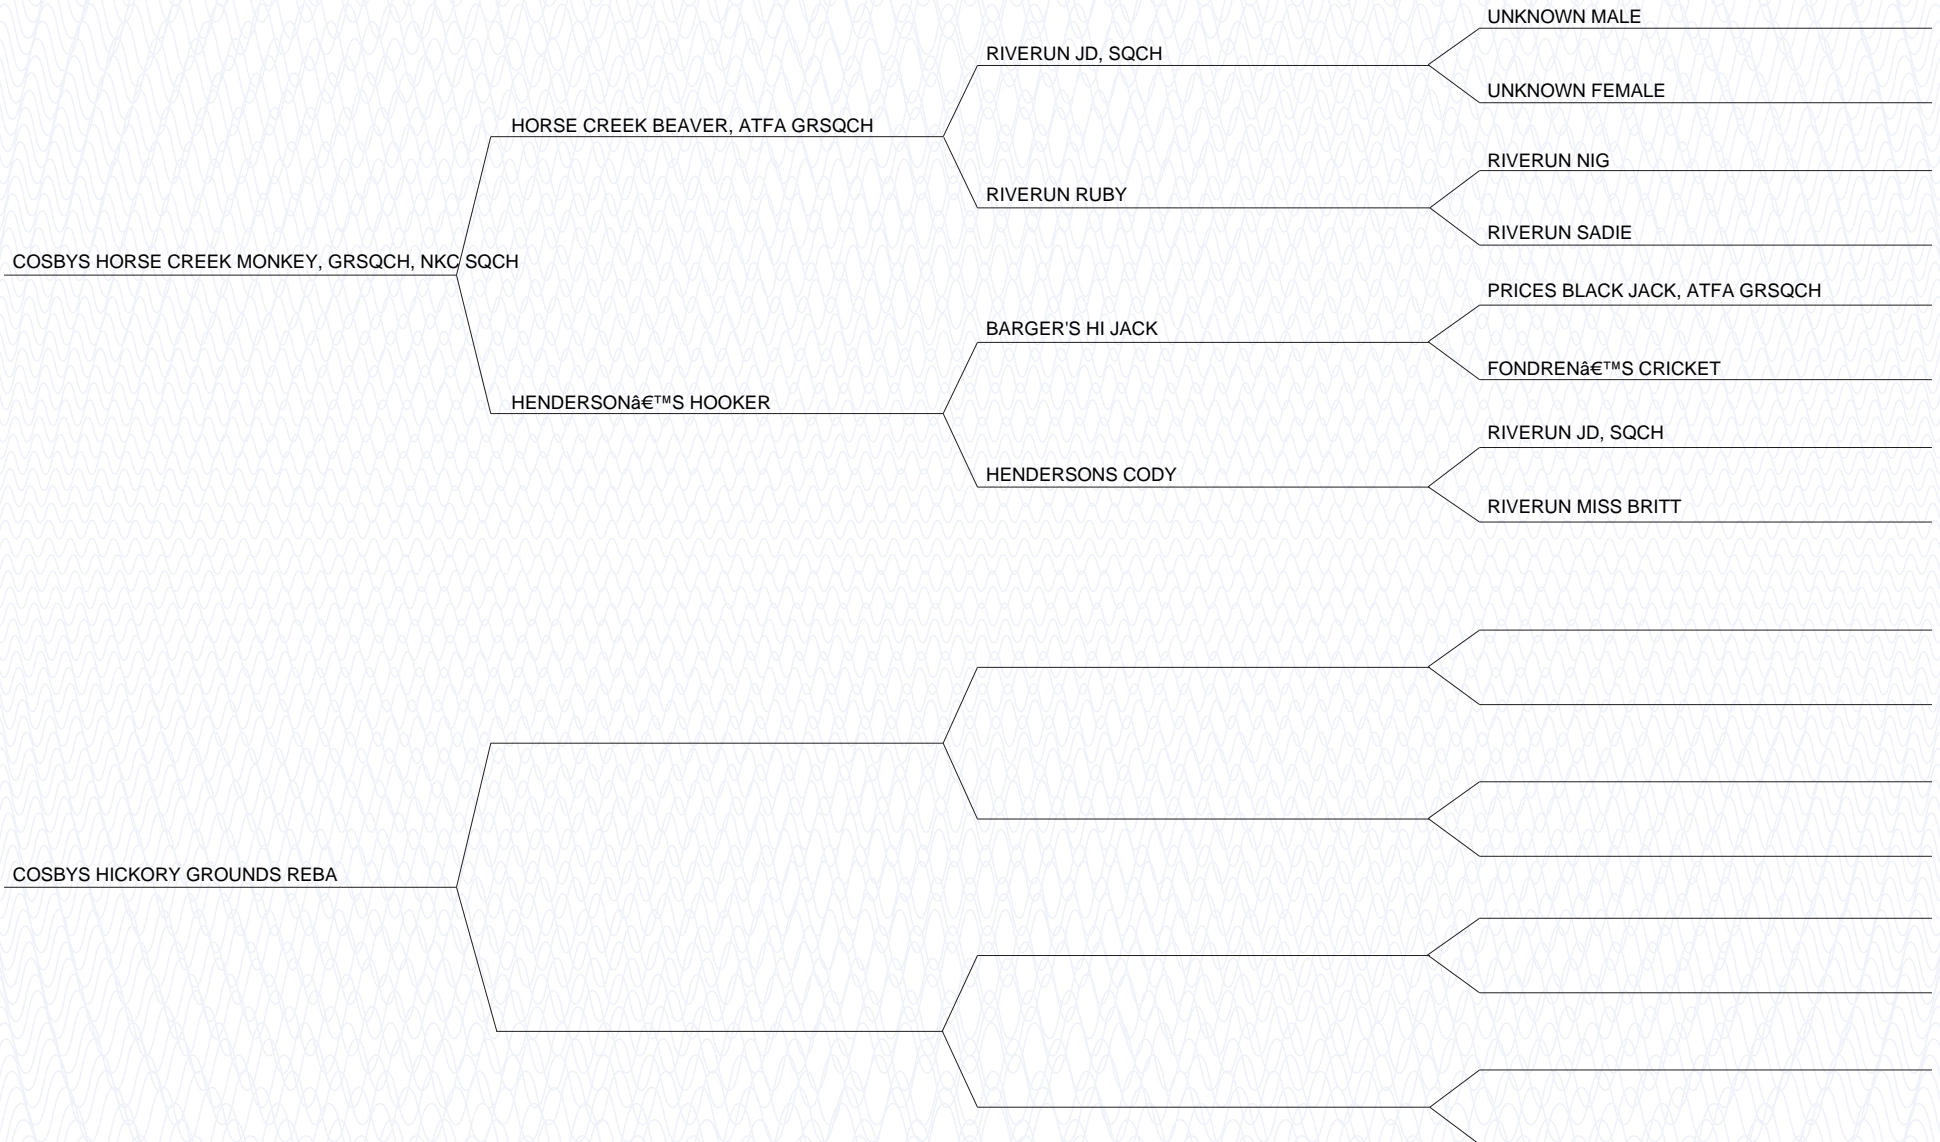 UNKNOWN MALE
RIVERUN JD, SQCH
UNKNOWN FEMALE
HORSE CREEK BEAVER, ATFA GRSQCH
RIVERUN NIG
RIVERUN RUBY
RIVERUN SADIE
COSBYS HORSE CREEK MONKEY, GRSQCH, NKC SQCH
PRICES BLACK JACK, ATFA GRSQCH
BARGER'S HI JACK
FONDRENâ€™S CRICKET
HENDERSONâ€™S HOOKER
RIVERUN JD, SQCH
HENDERSONS CODY
RIVERUN MISS BRITT
COSBYS HICKORY GROUNDS REBA